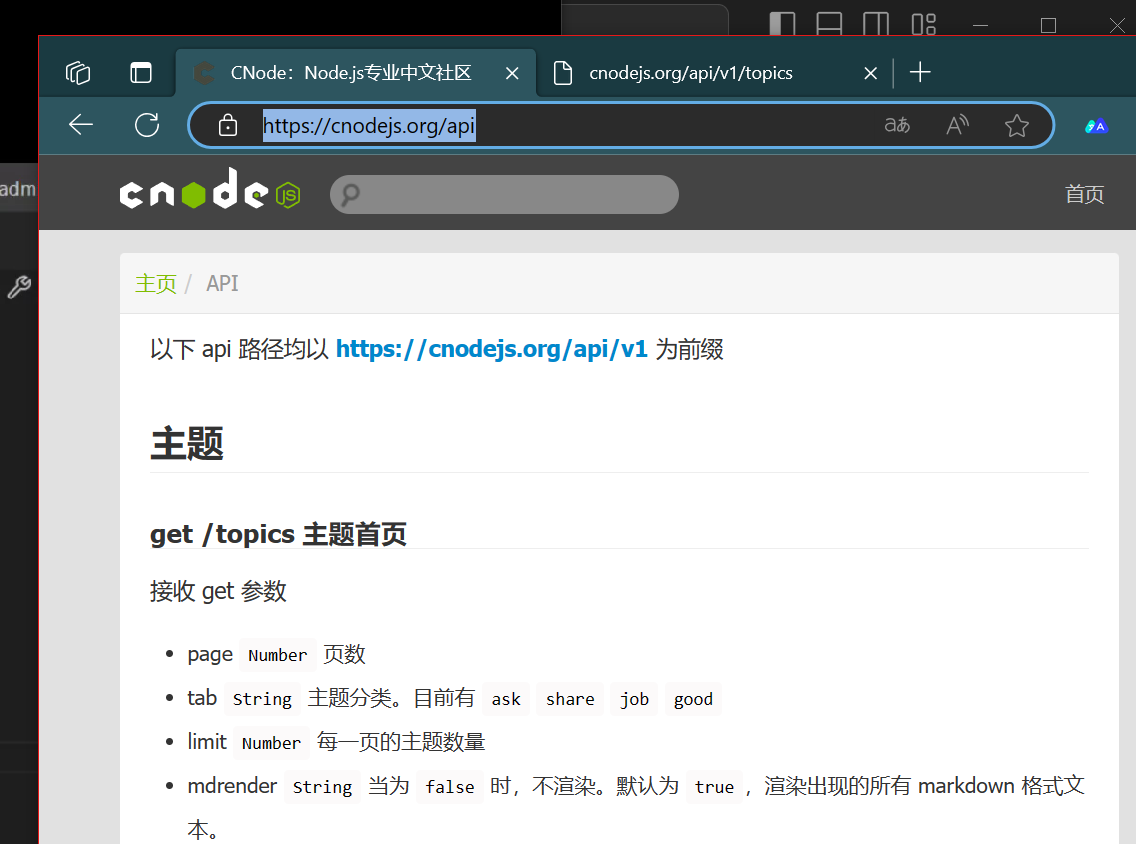 CNode：Node.js专业中文社区
cnodejs.org/api/v1/topics
https://cnodejs.org/api
adm
cnode JS
首页
主页 / API
以下 api 路径均以 https://cnodejs.org/api/v1 为前缀
主题
get /topics 主题首页
接收 get 参数
• page Number 页数
• tab String 主题分类。目前有 ask share job good
• limit Number 每一页的主题数量
• mdrender String 当为 false 时，不渲染。默认为 true ，渲染出现的所有 markdown 格式文
本。